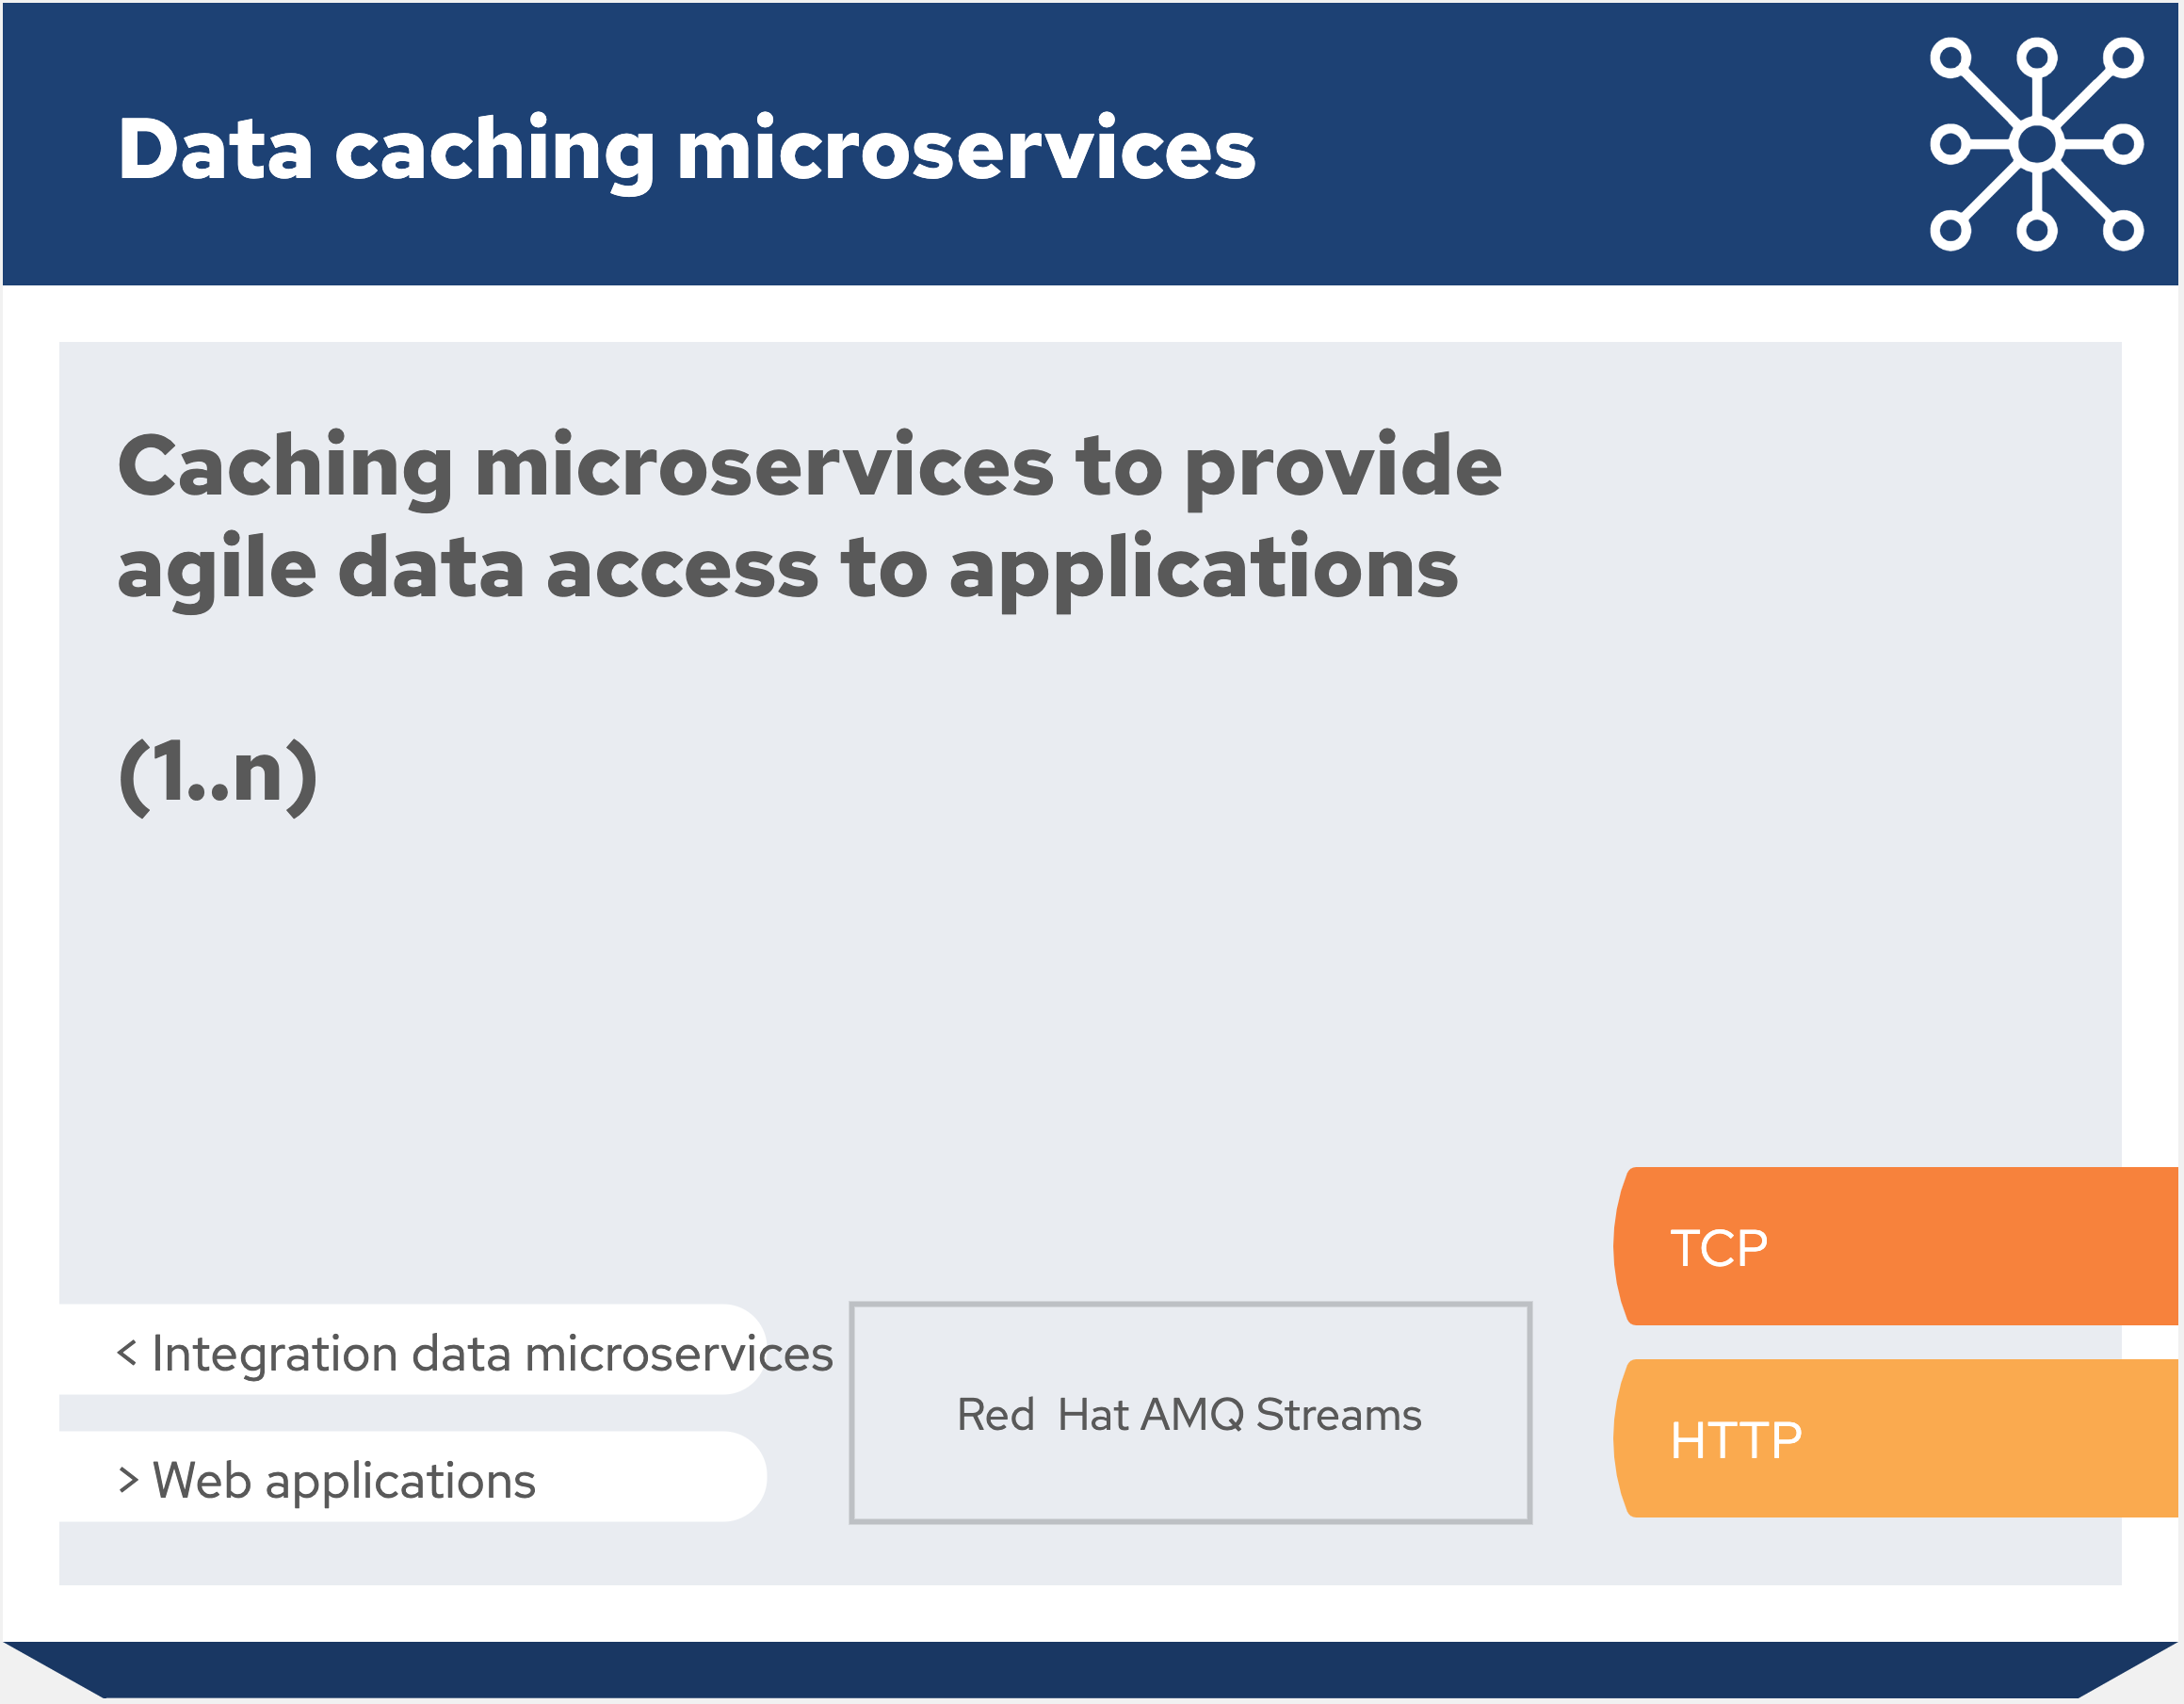 Data caching microservices
Caching microservices to provide
agile data access to applications
(1..n)
< Integration data microservices
> Web applications
Red Hat AMQ Streams
TCP
HTTP